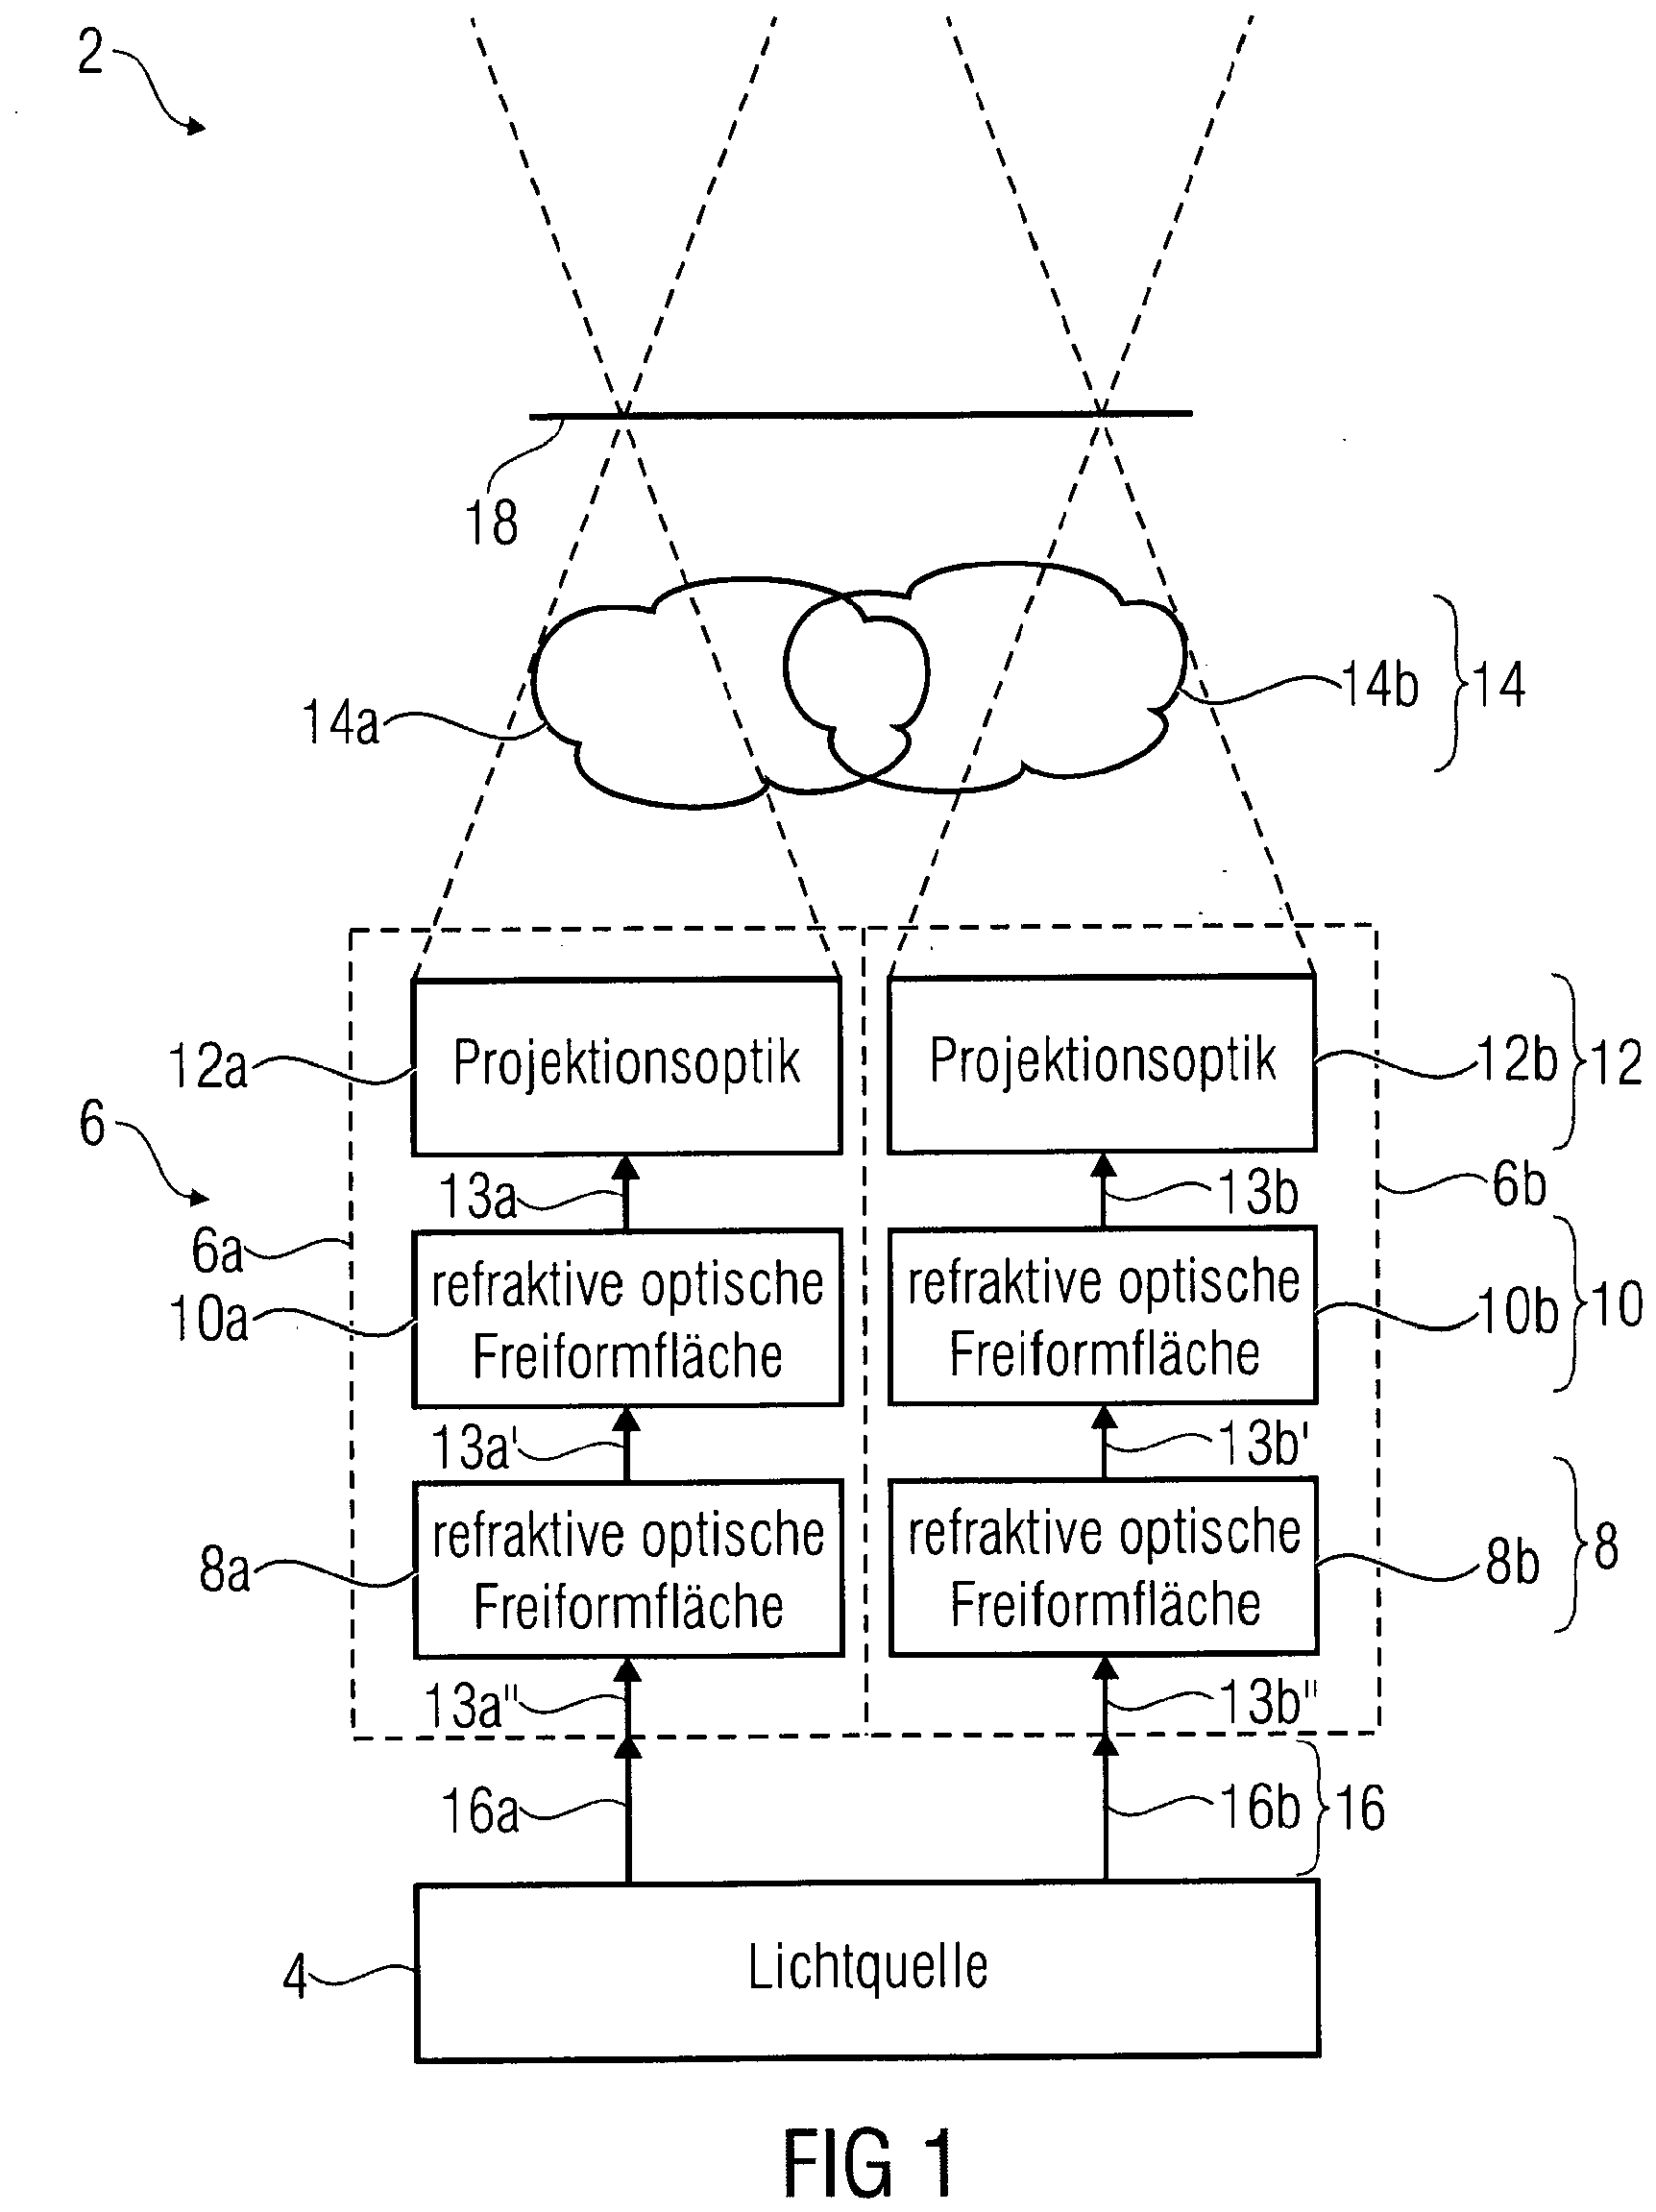 2
18
14a
14b
14
Projektionsoptik
Projektionsoptik
12a
12b
12
6
13a
13b
6b
6a
refraktive optische
Freiformfläche
refraktive optische
Freiformfläche
10a
10b
10
13a'
13b'
refraktive optische
Freiformfläche
refraktive optische
Freiformfläche
8a
8b
8
13a"
13b"
16a
16b
16
4
Lichtquelle
FIG 1